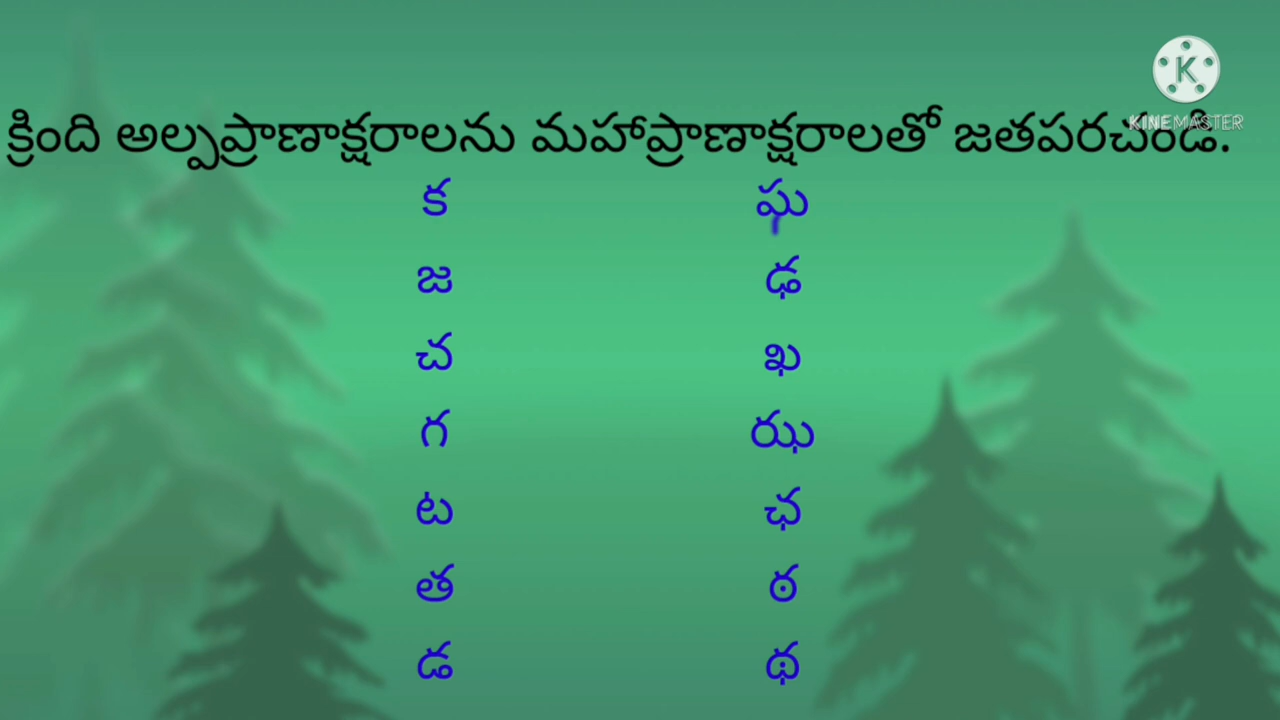 K
KINEMASTER
క్రింది అల్పప్రాణాక్షరాలను మహాప్రాణాక్షరాలతో జతపరచండి.
క ఘ
జ ఢ
చ ఖ
గ ఝ
ట ఛ
త ఠ
డ థ